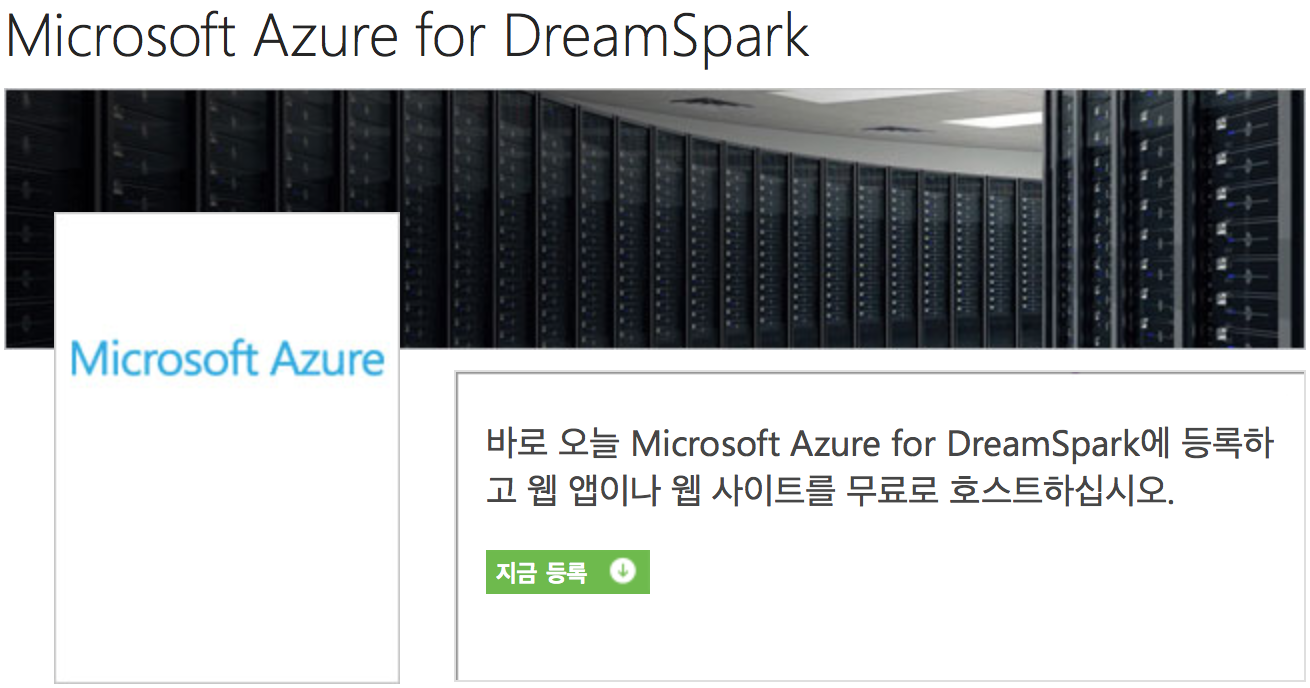 Microsoft Azure for DreamSpark
Microsoft Azure
바로 오늘 Microsoft Azure for DreamSpark에 등록하
고 웹 앱이나 웹 사이트를 무료로 호스트하십시오.
지금 등록